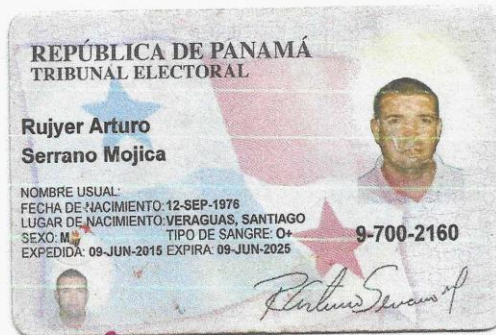 REPÚBLICA DE PANAMÁ
TRIBUNAL ELECTORAL
Rujyer Arturo
Serrano Mojica
NOMBRE USUAL:
FECHA DE NACIMIENTO: 12-SEP-1976
LUGAR DE NACIMIENTO: VERAGUAS, SANTIAGO
SEXO: M TIPO DE SANGRE: O+
EXPEDIDA: 09-JUN-2015 EXPIRA: 09-JUN-2025
9-700-2160